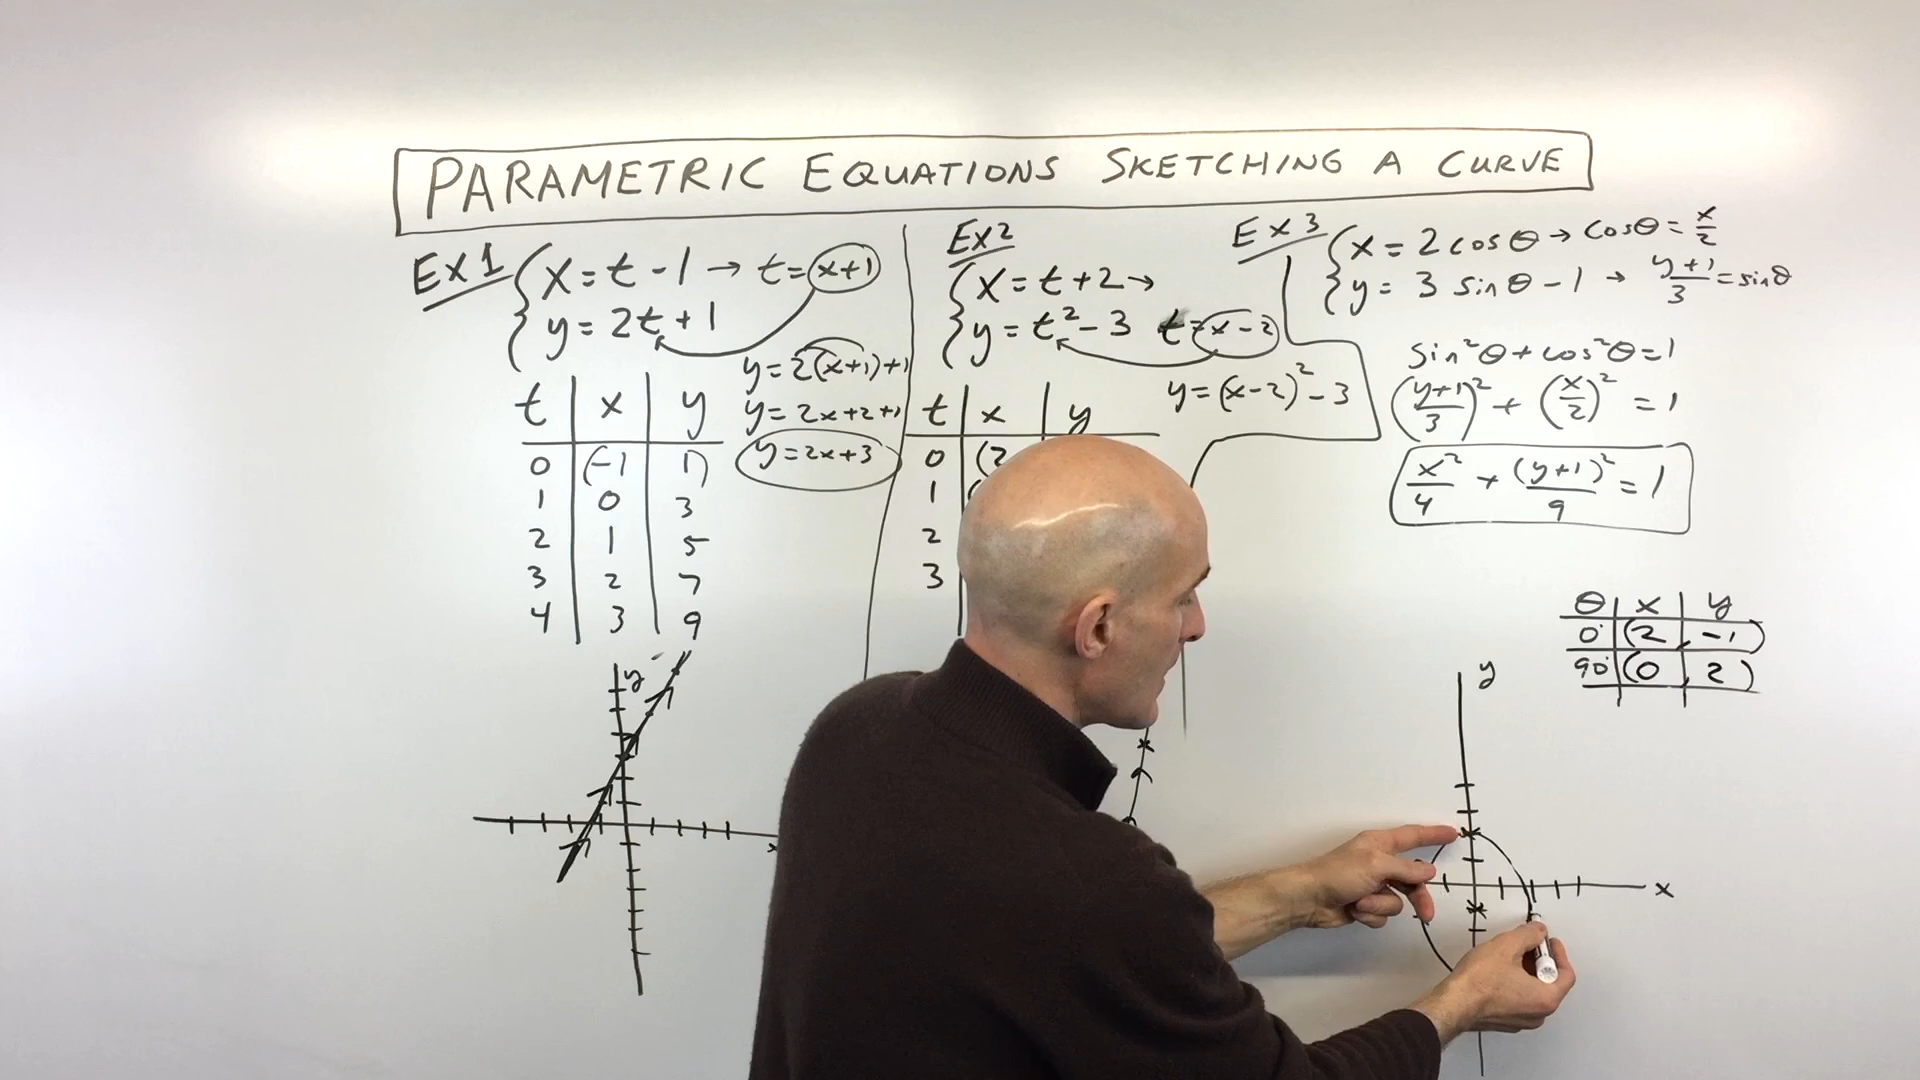 PARAMETRIC EQUATIONS SKETCHING A CURVE
EX 1
x = t - 1 → t = x+1
y = 2t + 1
y = 2(x+1)+1
y = 2x+2+1
y = 2x+3
t x y
0 (-1 1)
1 0 3
2 1 5
3 2 7
4 3 9
y
x
Ex 2
x = t + 2 →
y = t² - 3 t = x - 2
y = (x-2)² - 3
t x y
0 (2
1
2
3
Ex 3
x = 2 cos θ → cos θ = x/2
y = 3 sin θ - 1 → (y+1)/3 = sin θ
sin²θ + cos²θ = 1
((y+1)/3)² + (x/2)² = 1
x²/4 + (y+1)²/9 = 1
θ x y
0° (2, -1)
90° (0, 2)
y
x